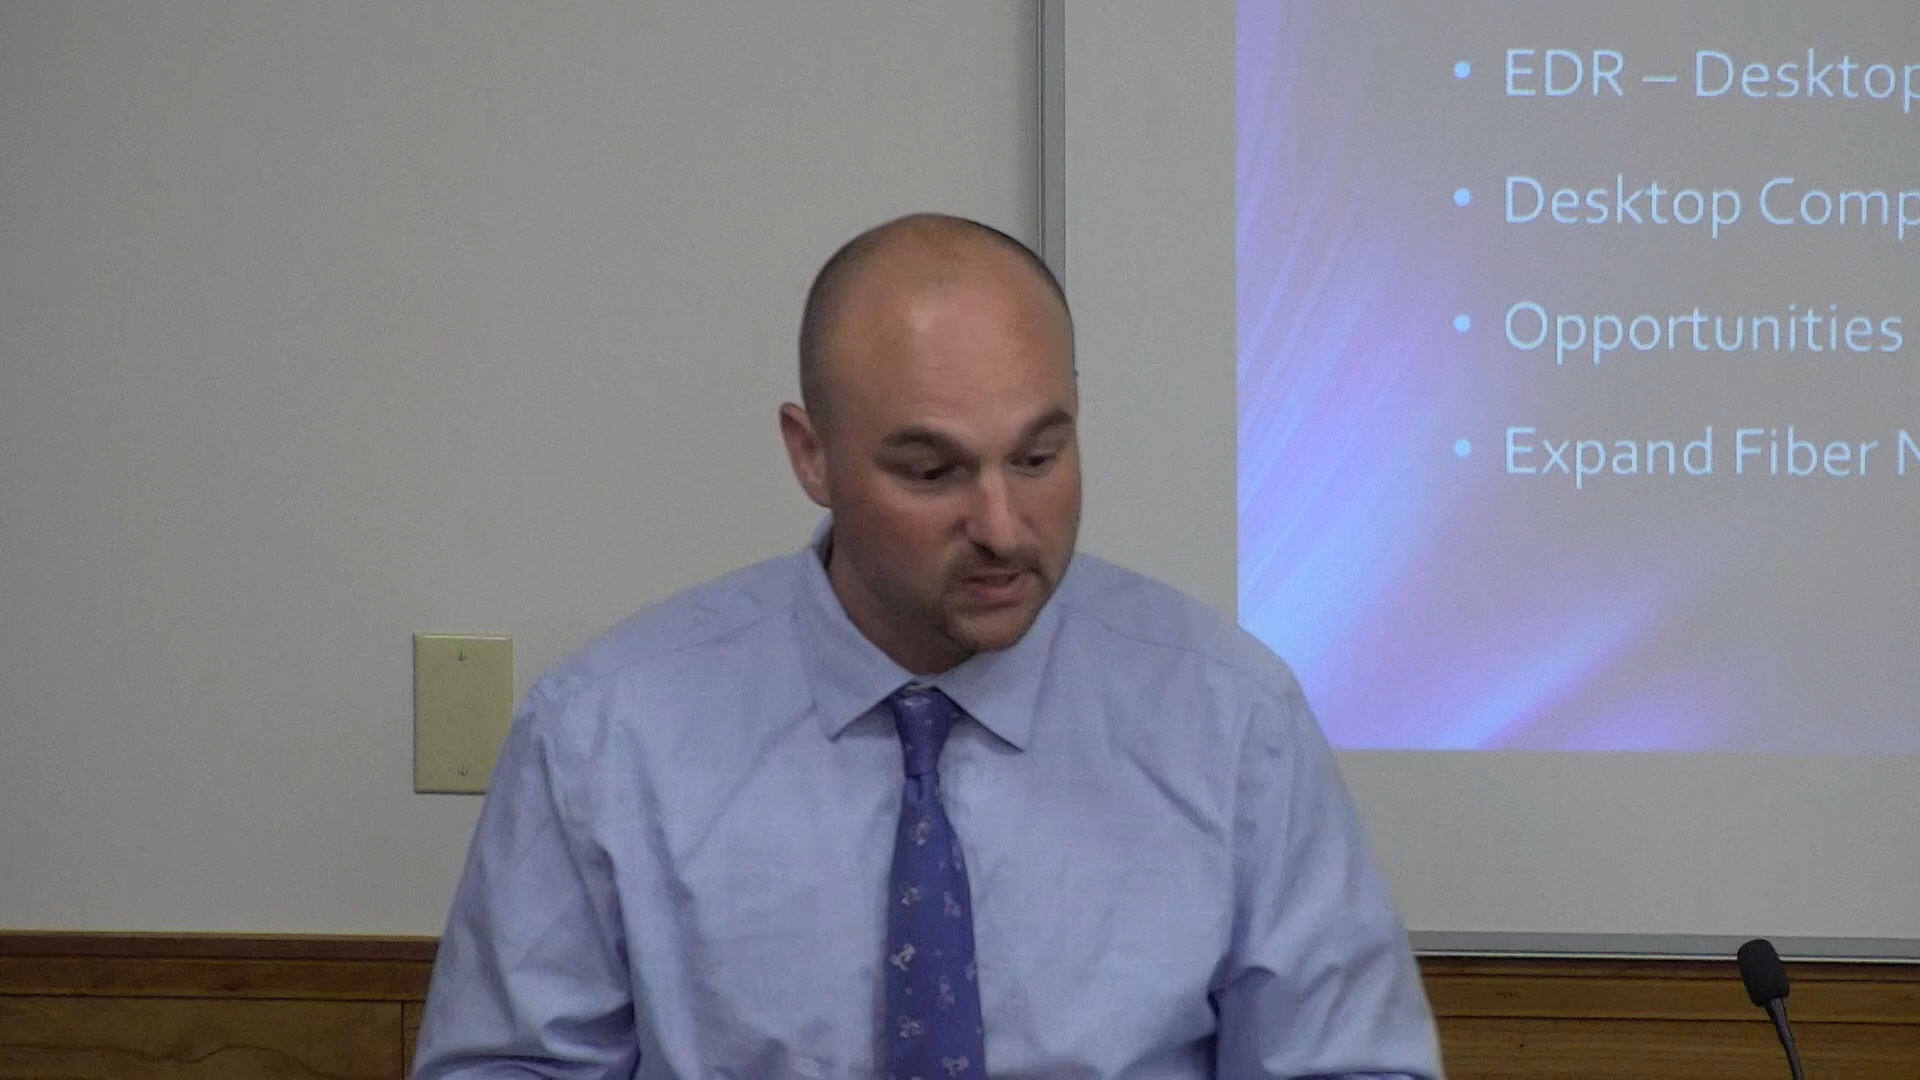 • EDR – Desktop
• Desktop Comp
• Opportunities
• Expand Fiber N